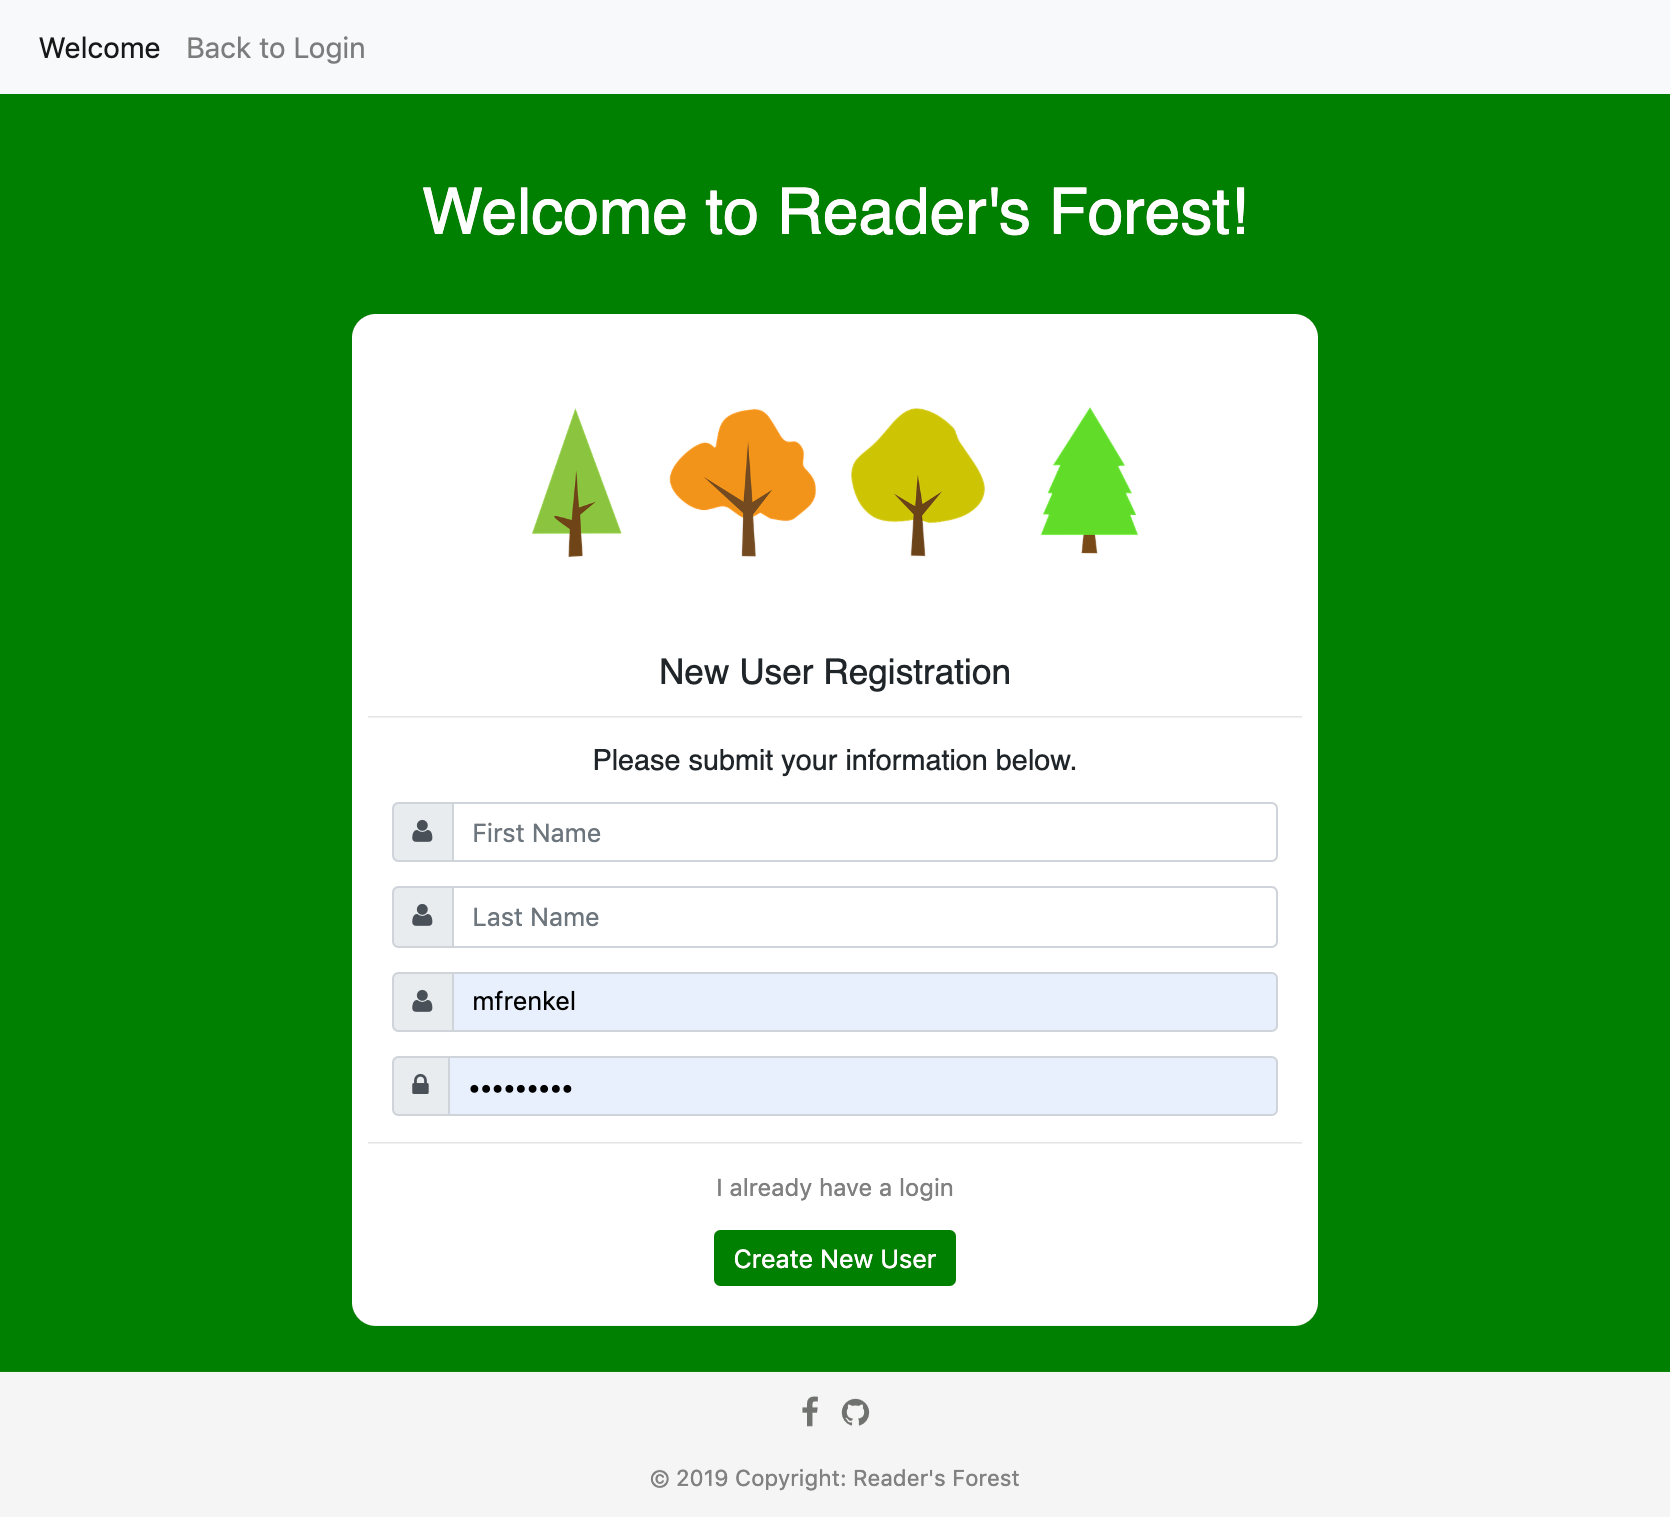 Welcome Back to Login
Welcome to Reader's Forest!
New User Registration
Please submit your information below.
First Name
Last Name
mfrenkel
•••••••••
I already have a login
Create New User
© 2019 Copyright: Reader's Forest